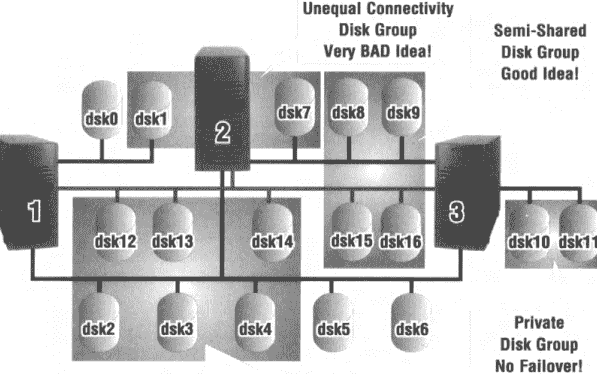 Unequal Connectivity
Disk Group
Very BAD Idea!
Semi-Shared
Disk Group
Good Idea!
dsk0 dsk1 2 dsk7 dsk8 dsk9
1 3
dsk12 dsk13 dsk14 dsk15 dsk16 dsk10 dsk11
dsk2 dsk3 dsk4 dsk5 dsk6
Private
Disk Group
No Failover!